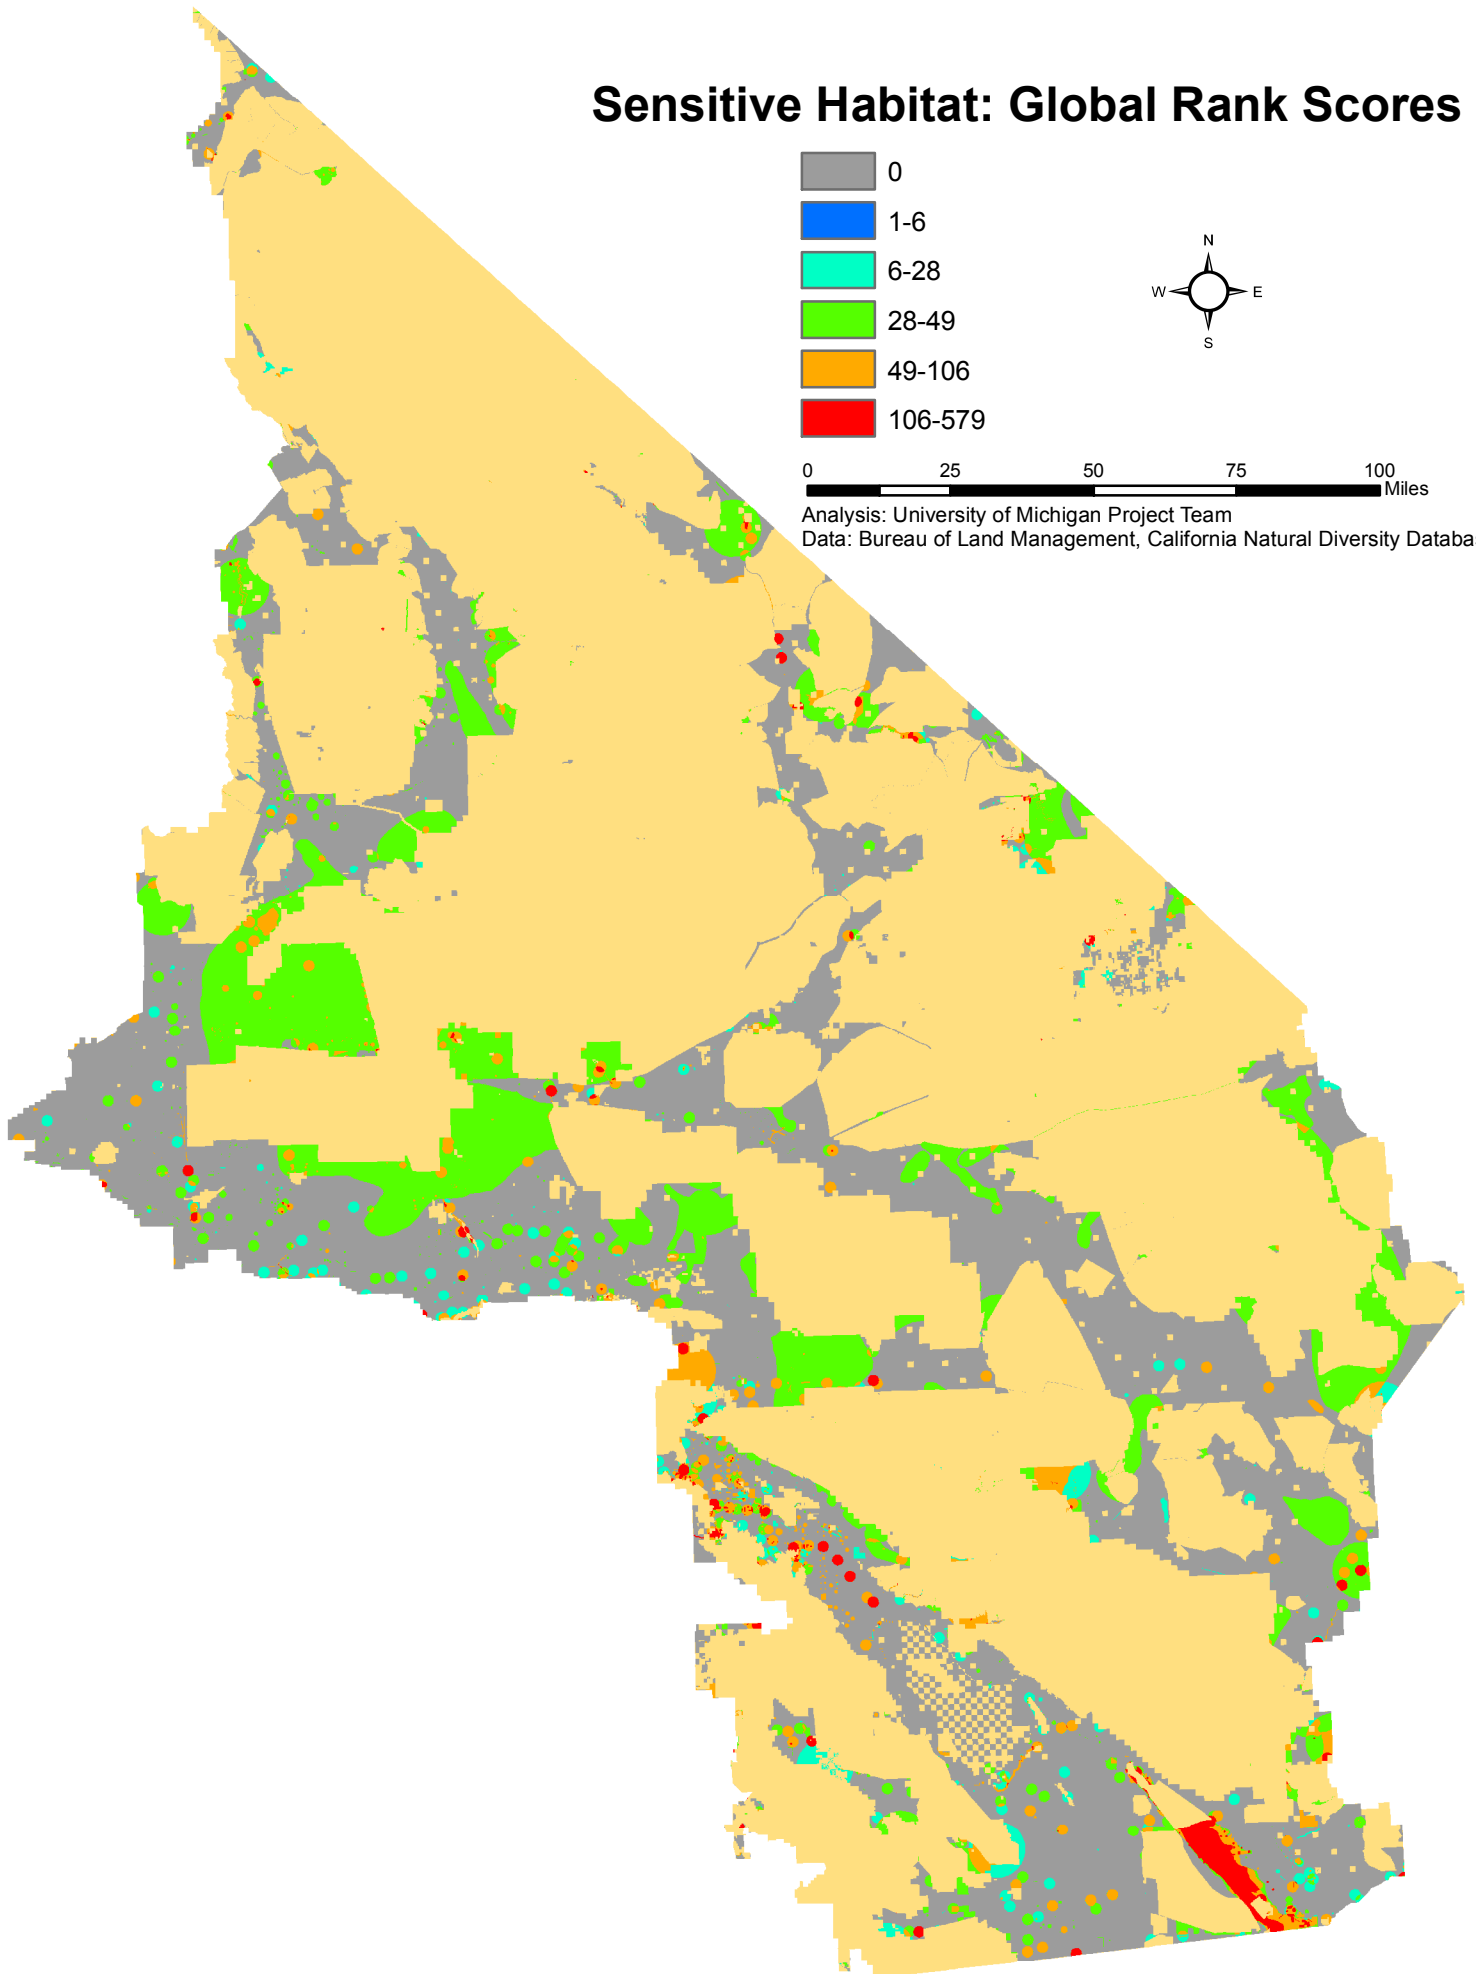 Sensitive Habitat: Global Rank Scores
0
1-6
6-28
28-49
49-106
106-579
N
W E
S
0 25 50 75 100
Miles
Analysis: University of Michigan Project Team
Data: Bureau of Land Management, California Natural Diversity Databa